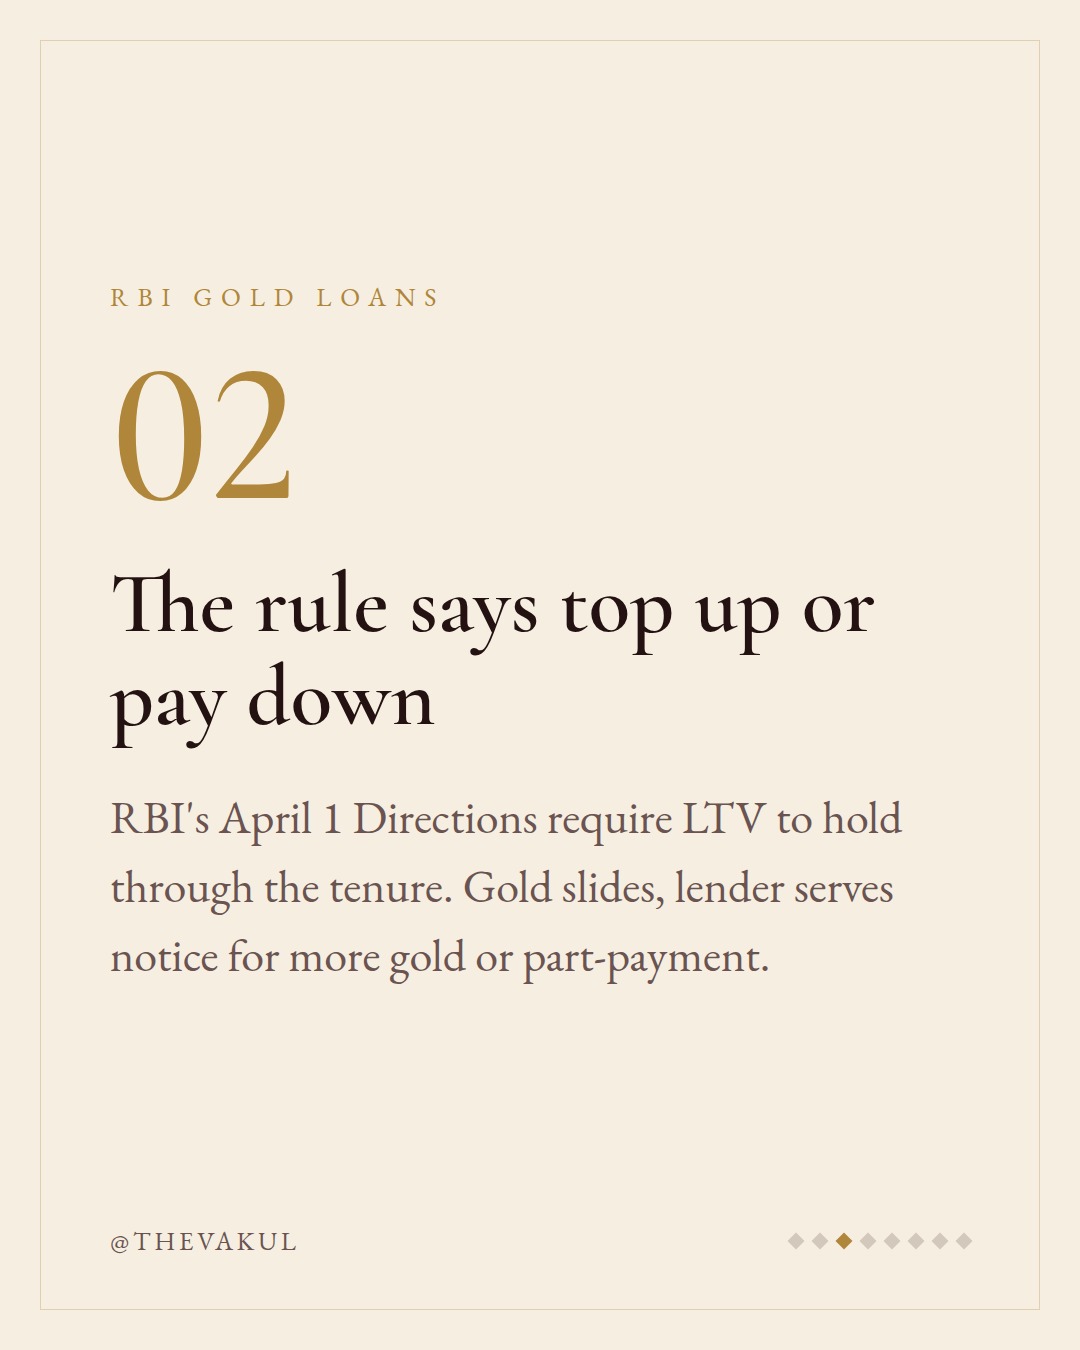 RBI GOLD LOANS
02
The rule says top up or
pay down
RBI's April 1 Directions require LTV to hold
through the tenure. Gold slides, lender serves
notice for more gold or part-payment.
@THEVAKUL